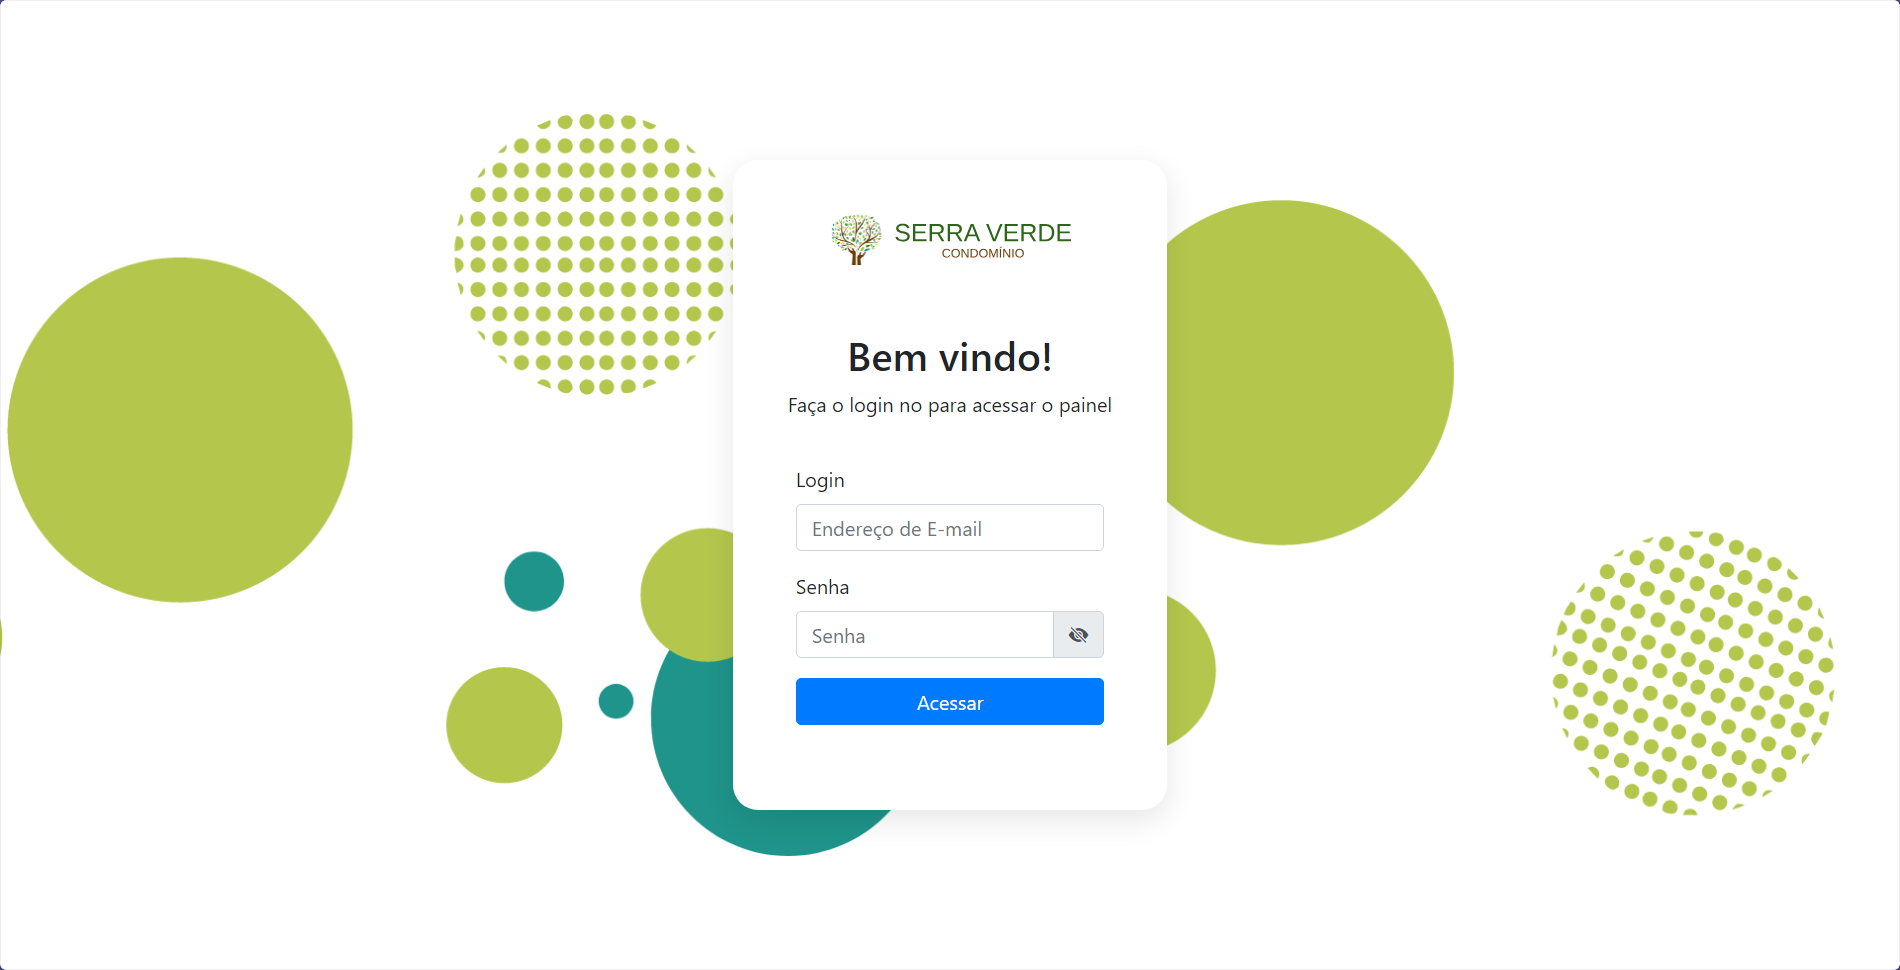 SERRA VERDE
CONDOMÍNIO
Bem vindo!
Faça o login no para acessar o painel
Login
Endereço de E-mail
Senha
Senha
Acessar